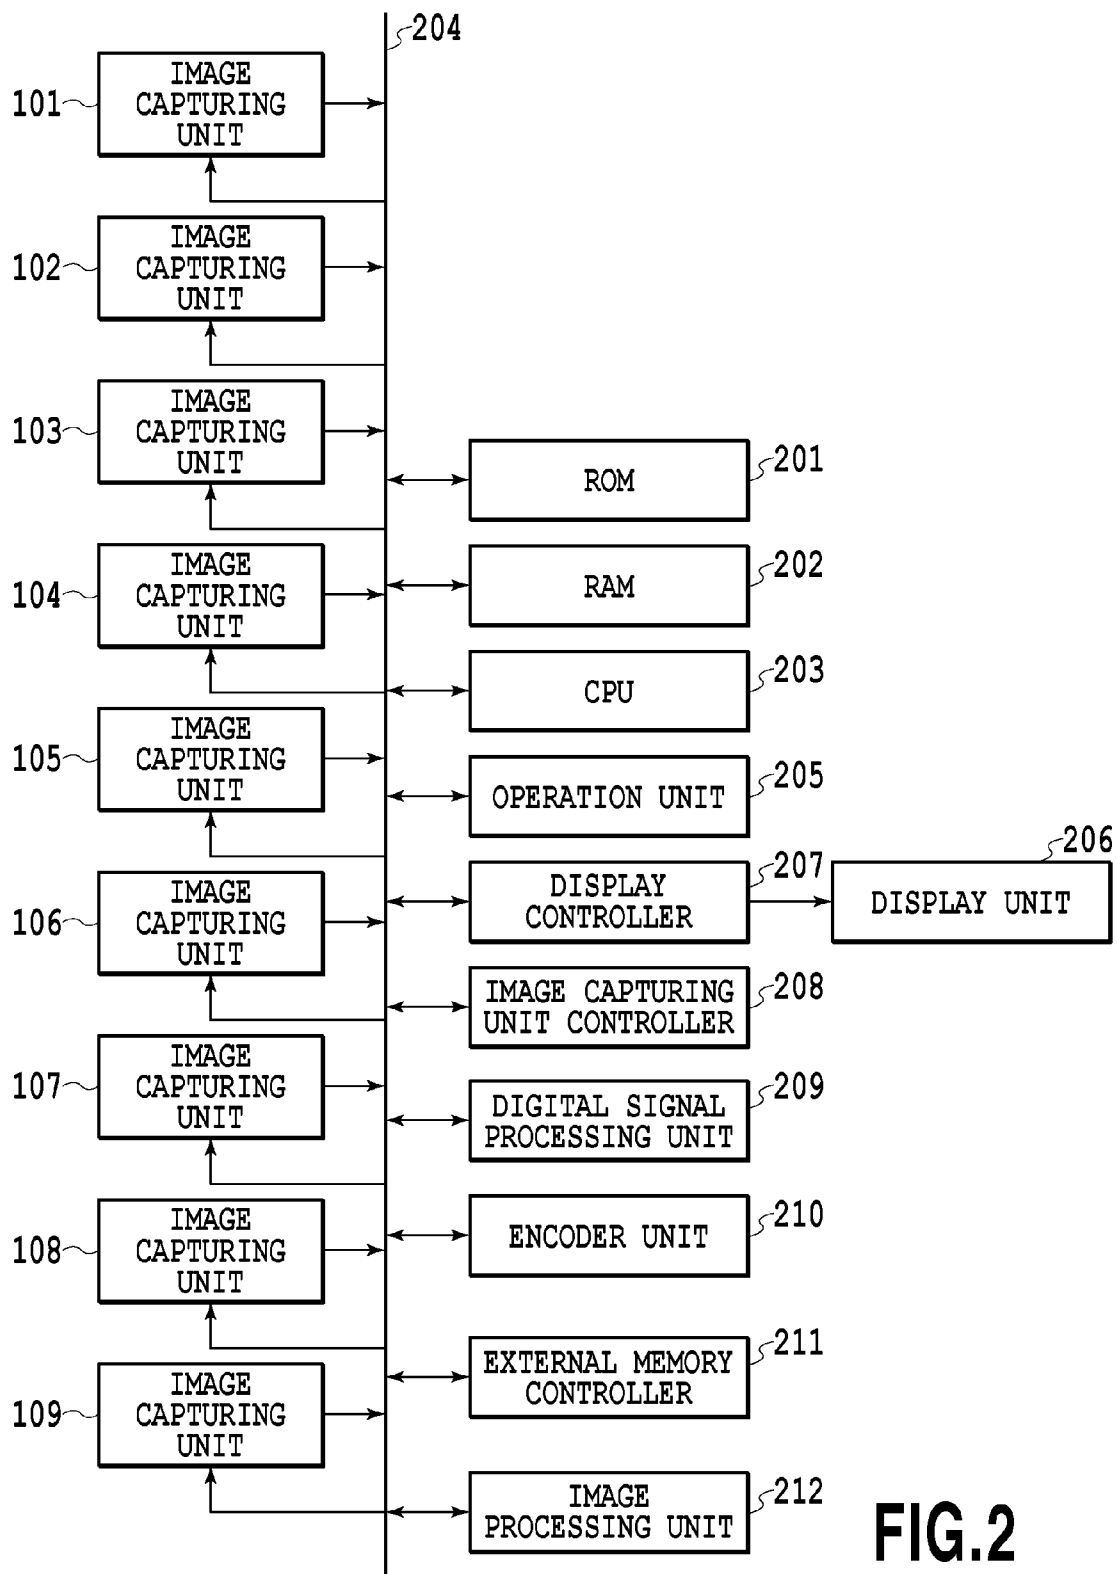 204
IMAGE
CAPTURING
UNIT
101
IMAGE
CAPTURING
UNIT
102
IMAGE
CAPTURING
UNIT
103
ROM
201
IMAGE
CAPTURING
UNIT
104
RAM
202
CPU
203
IMAGE
CAPTURING
UNIT
105
OPERATION UNIT
205
DISPLAY
CONTROLLER
207
DISPLAY UNIT
206
IMAGE
CAPTURING
UNIT
106
IMAGE CAPTURING
UNIT CONTROLLER
208
IMAGE
CAPTURING
UNIT
107
DIGITAL SIGNAL
PROCESSING UNIT
209
IMAGE
CAPTURING
UNIT
108
ENCODER UNIT
210
EXTERNAL MEMORY
CONTROLLER
211
IMAGE
CAPTURING
UNIT
109
IMAGE
PROCESSING UNIT
212
FIG.2